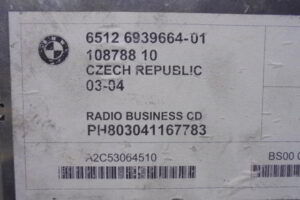 6512 6939664-01
108788 10
CZECH REPUBLIC
03-04
RADIO BUSINESS CD
PH803041167783
A2C53064510
BS00